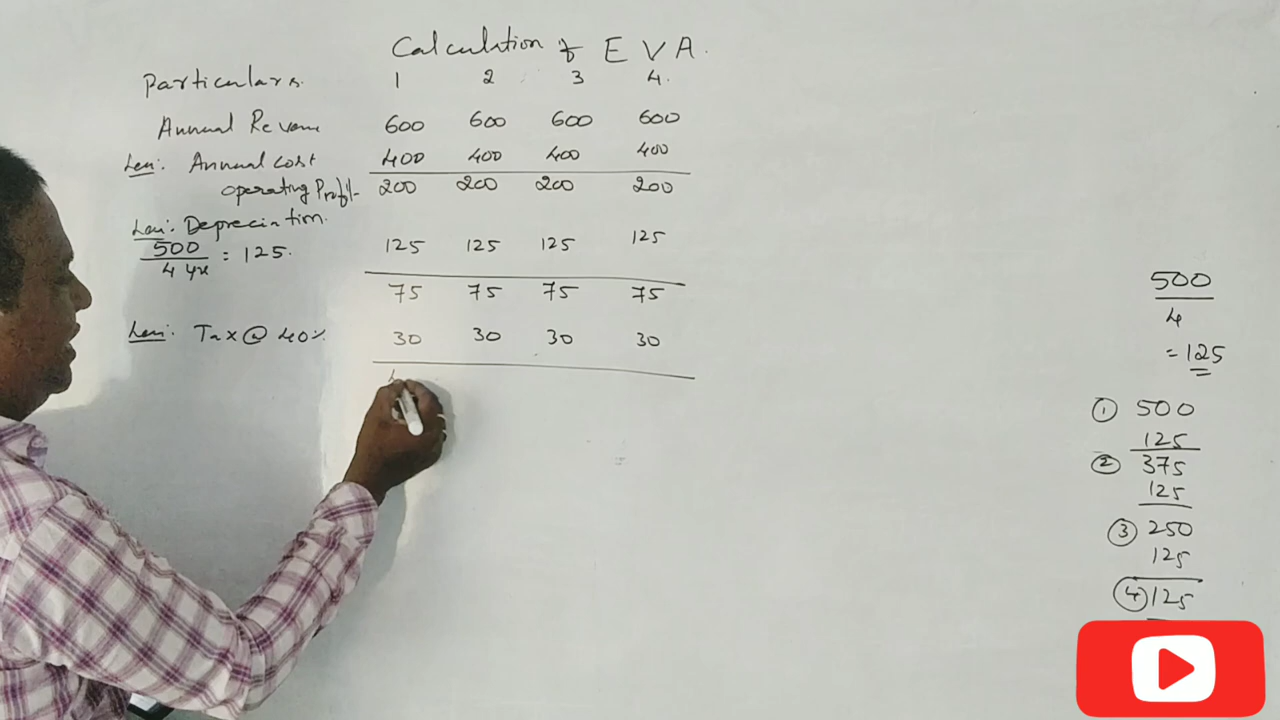 Calculation of E V A.
Particulars 1 2 3 4.
Annual Revenue 600 600 600 600
Less: Annual cost 400 400 400 400
operating Profit 200 200 200 200
Less: Depreciation.
500/4 yrs = 125. 125 125 125 125
75 75 75 75
Less: Tax @ 40% 30 30 30 30
500
4
= 125
① 500
125
② 375
125
③ 250
125
④ 125